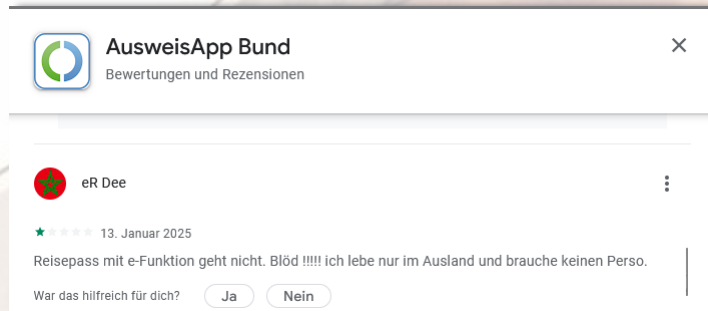 AusweisApp Bund
Bewertungen und Rezensionen
eR Dee
13. Januar 2025
Reisepass mit e-Funktion geht nicht. Blöd !!!!! ich lebe nur im Ausland und brauche keinen Perso.
War das hilfreich für dich? Ja Nein